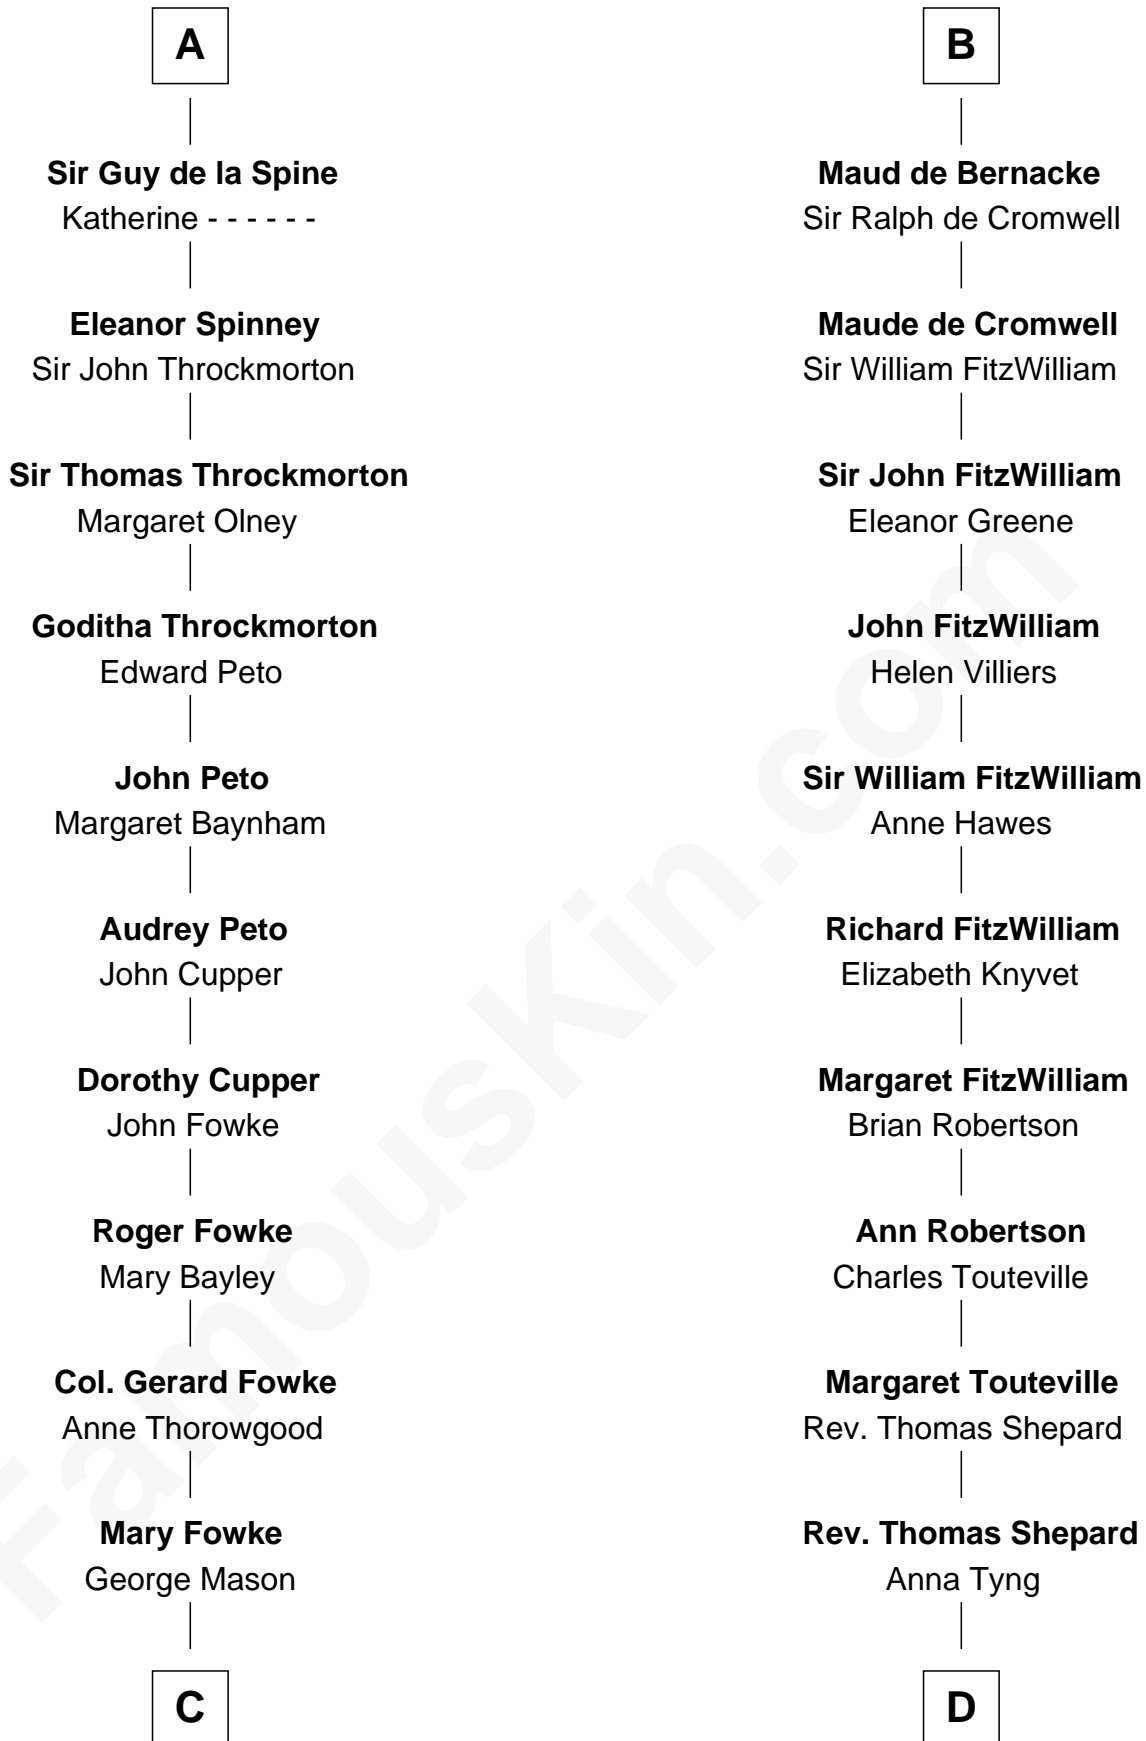 A
Sir Guy de la Spine
Katherine - - - - - -
Eleanor Spinney
Sir John Throckmorton
Sir Thomas Throckmorton
Margaret Olney
Goditha Throckmorton
Edward Peto
John Peto
Margaret Baynham
Audrey Peto
John Cupper
Dorothy Cupper
John Fowke
Roger Fowke
Mary Bayley
Col. Gerard Fowke
Anne Thorowgood
Mary Fowke
George Mason
C
B
Maud de Bernacke
Sir Ralph de Cromwell
Maude de Cromwell
Sir William FitzWilliam
Sir John FitzWilliam
Eleanor Greene
John FitzWilliam
Helen Villiers
Sir William FitzWilliam
Anne Hawes
Richard FitzWilliam
Elizabeth Knyvet
Margaret FitzWilliam
Brian Robertson
Ann Robertson
Charles Touteville
Margaret Touteville
Rev. Thomas Shepard
Rev. Thomas Shepard
Anna Tyng
D
FamousKin.com